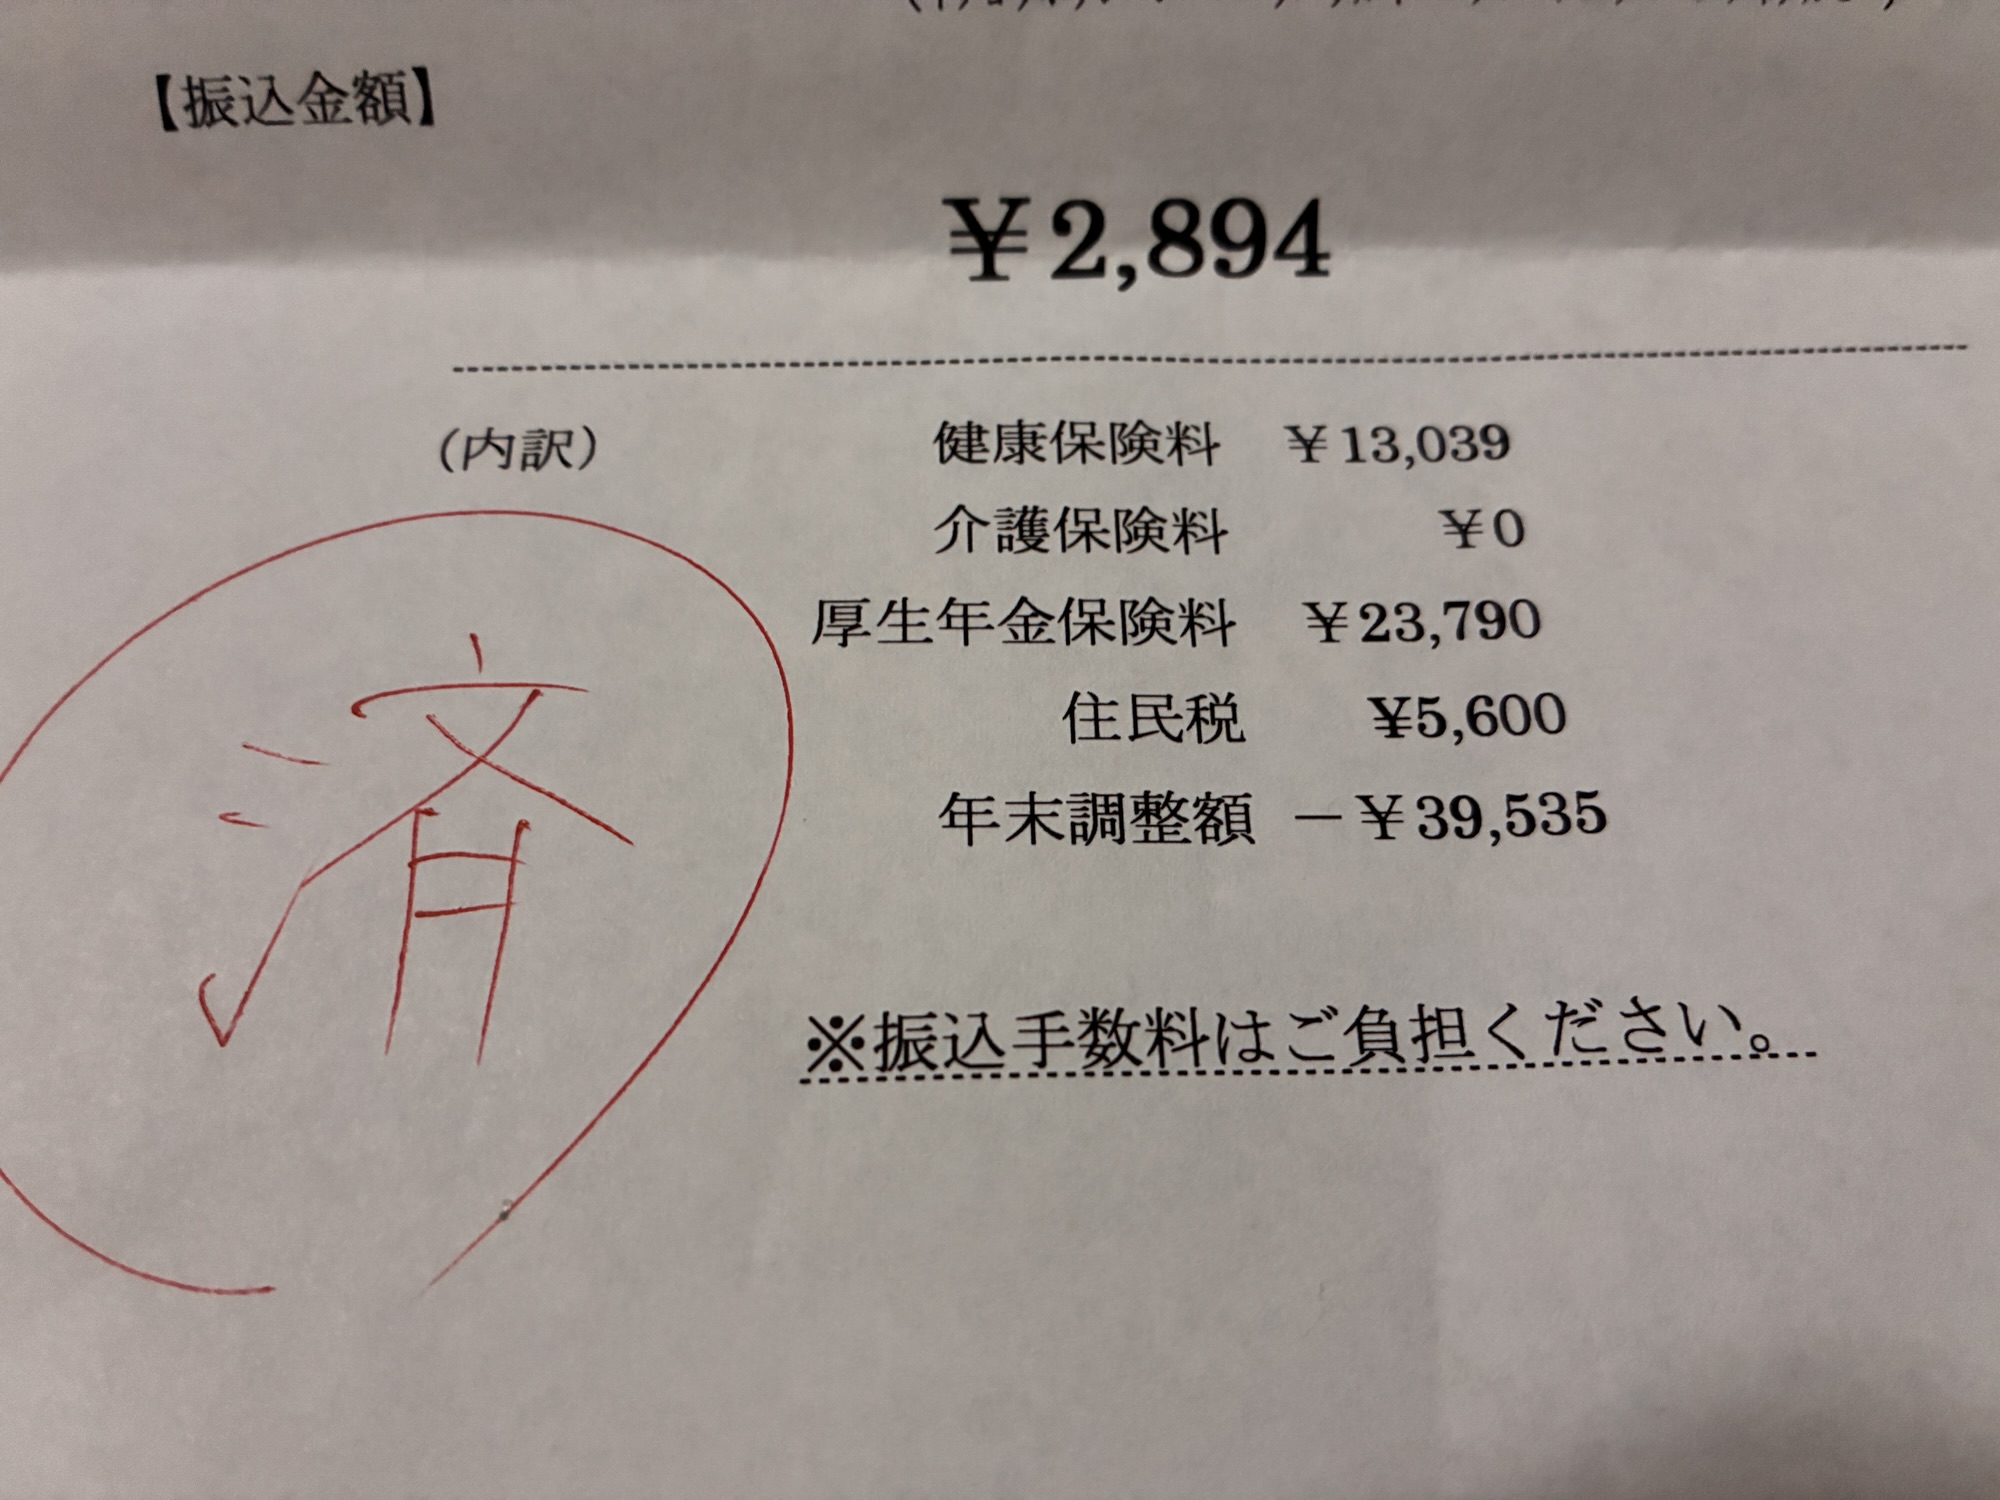 【振込金額】
￥2,894
（内訳）
健康保険料 ￥13,039
介護保険料 ￥0
厚生年金保険料 ￥23,790
住民税 ¥5,600
年末調整額 －￥39,535
済
※振込手数料はご負担ください。